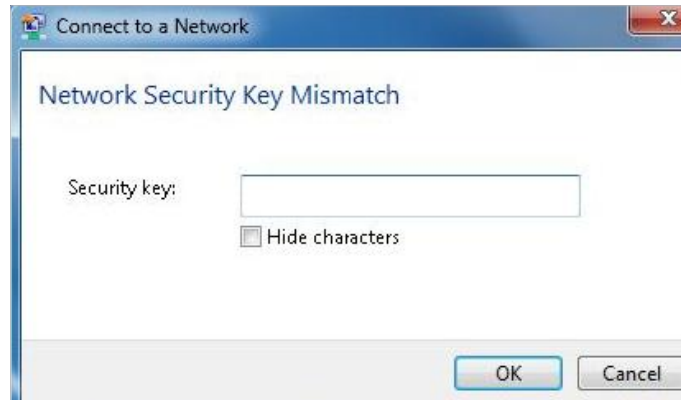 Connect to a Network
Network Security Key Mismatch
Security key:
Hide characters
OK Cancel